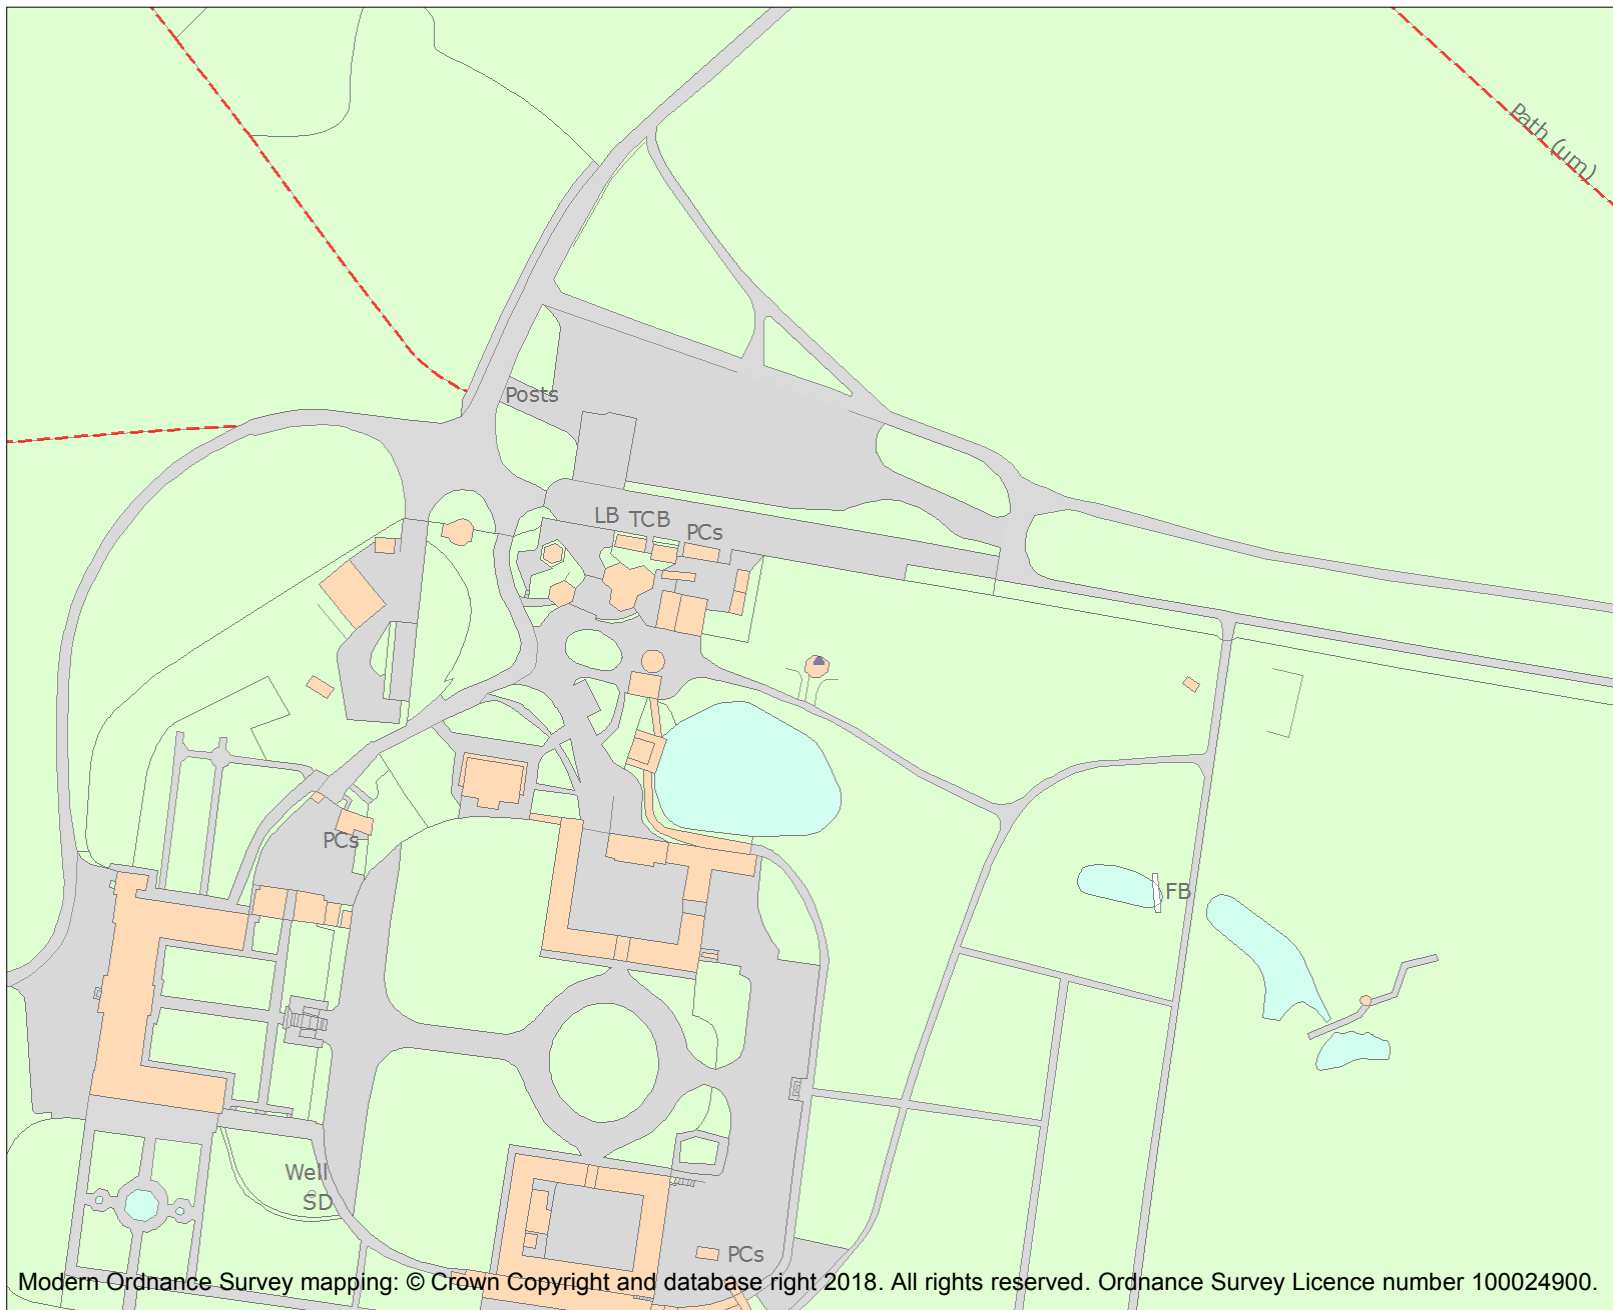 Path (um)
Posts
LB
TCB
PCs
PCs
FB
Well
SD
PCs
Modern Ordnance Survey mapping: © Crown Copyright and database right 2018. All rights reserved. Ordnance Survey Licence number 100024900.